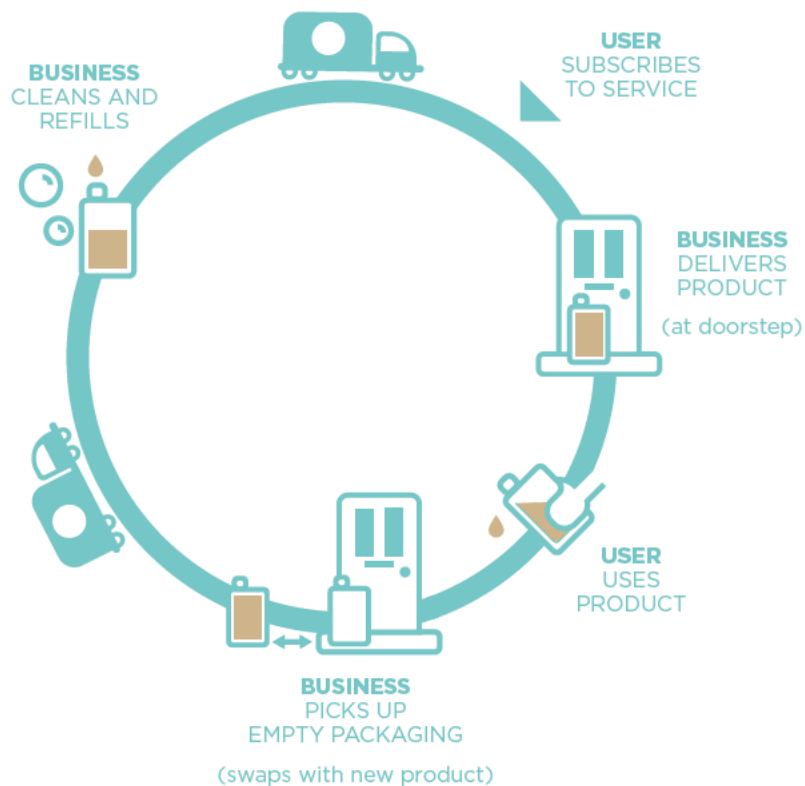 USER
SUBSCRIBES
TO SERVICE
BUSINESS
DELIVERS
PRODUCT
(at doorstep)
USER
USES
PRODUCT
BUSINESS
PICKS UP
EMPTY PACKAGING
(swaps with new product)
BUSINESS
CLEANS AND
REFILLS